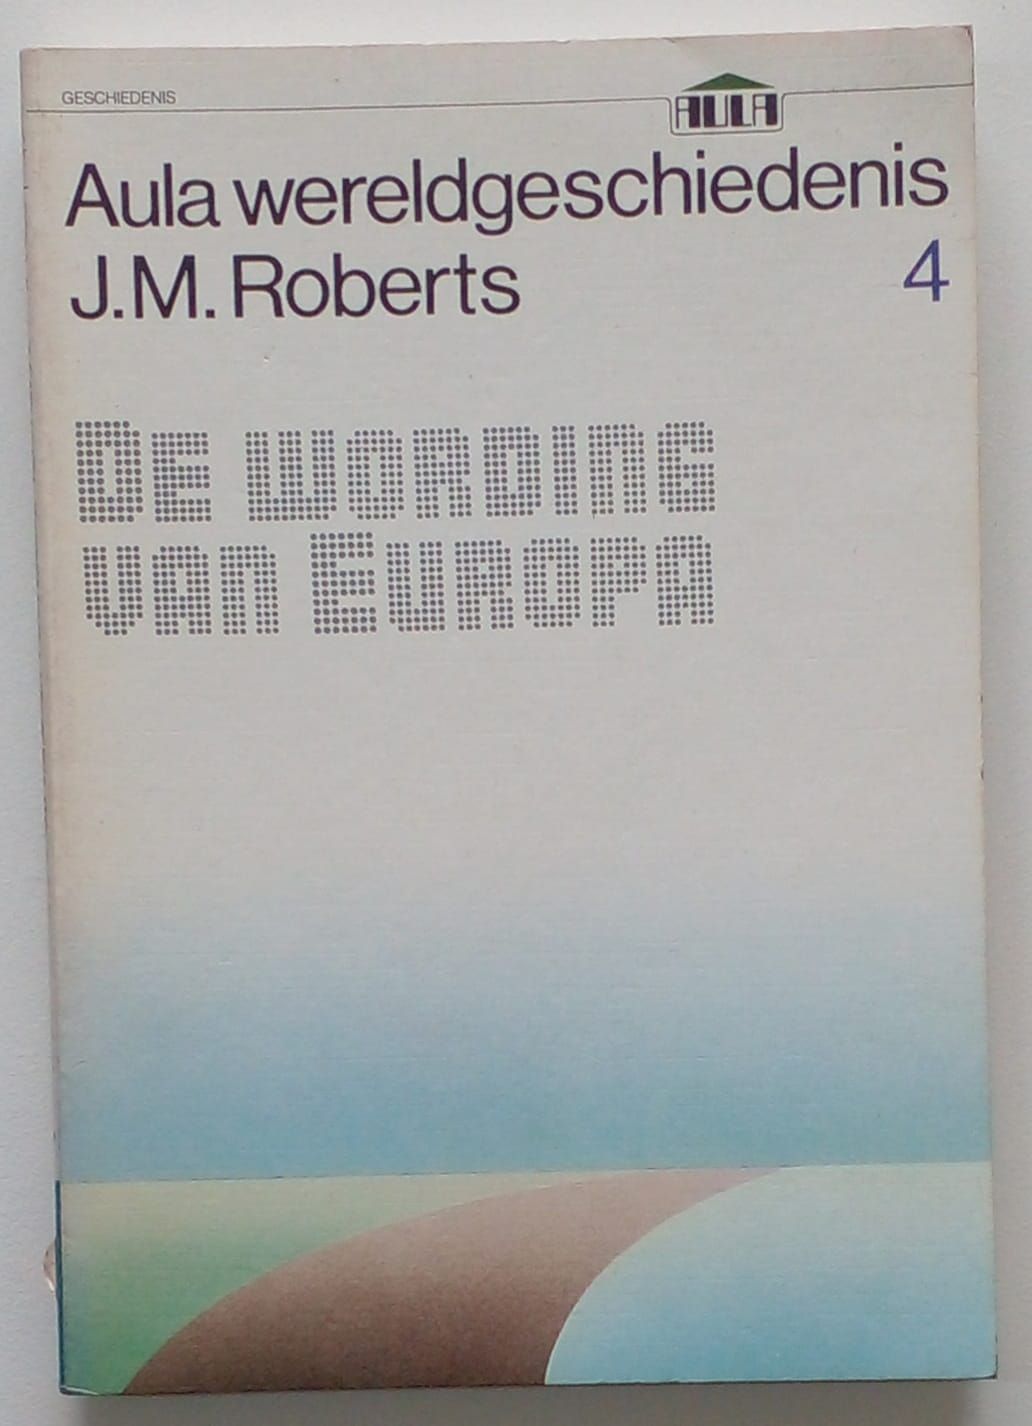 GESCHIEDENIS
AULA
Aula wereldgeschiedenis
J.M. Roberts 4
De wording
van Europa